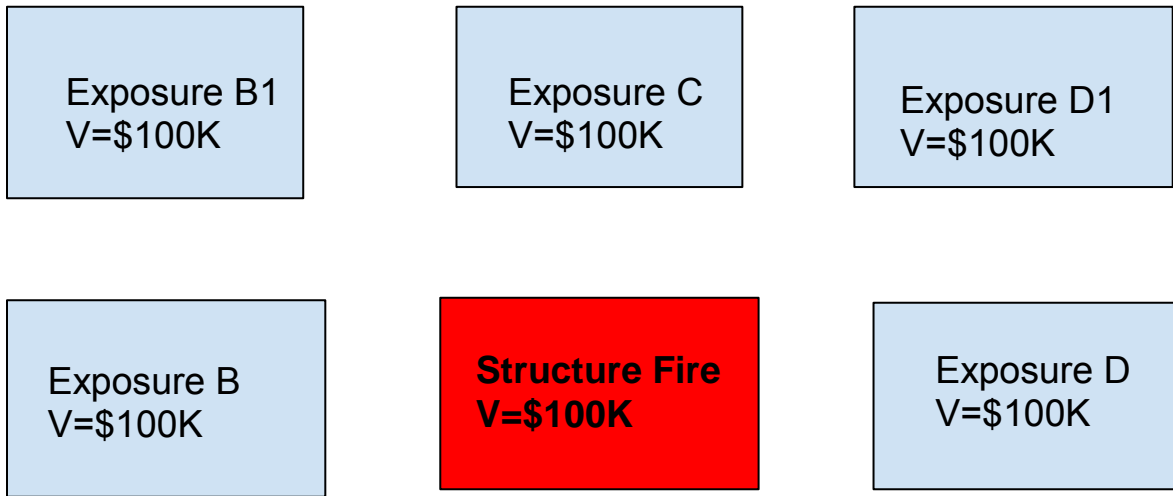 Exposure B1
V=$100K
Exposure C
V=$100K
Exposure D1
V=$100K
Exposure B
V=$100K
Structure Fire
V=$100K
Exposure D
V=$100K